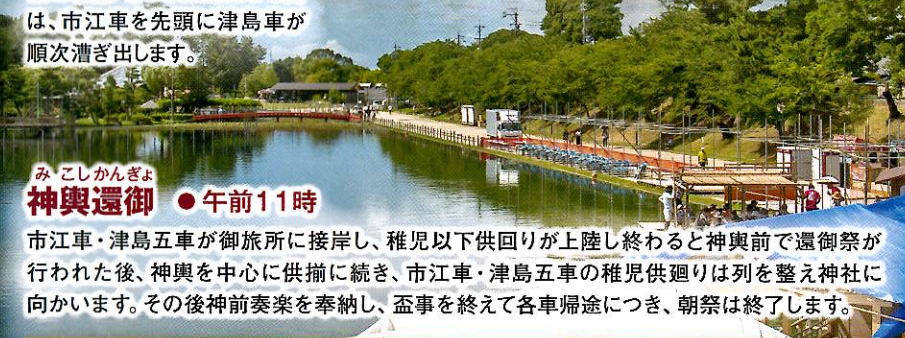 は、市江車を先頭に津島車が
順次漕ぎ出します。
みこしかんぎょ
神輿還御 ●午前11時
市江車・津島五車が御旅所に接岸し、稚児以下供回りが上陸し終わると神輿前で還御祭が
行われた後、神輿を中心に供揃に続き、市江車・津島五車の稚児供廻りは列を整え神社に
向かいます。その後神前奏楽を奉納し、盃事を終えて各車帰途につき、朝祭は終了します。